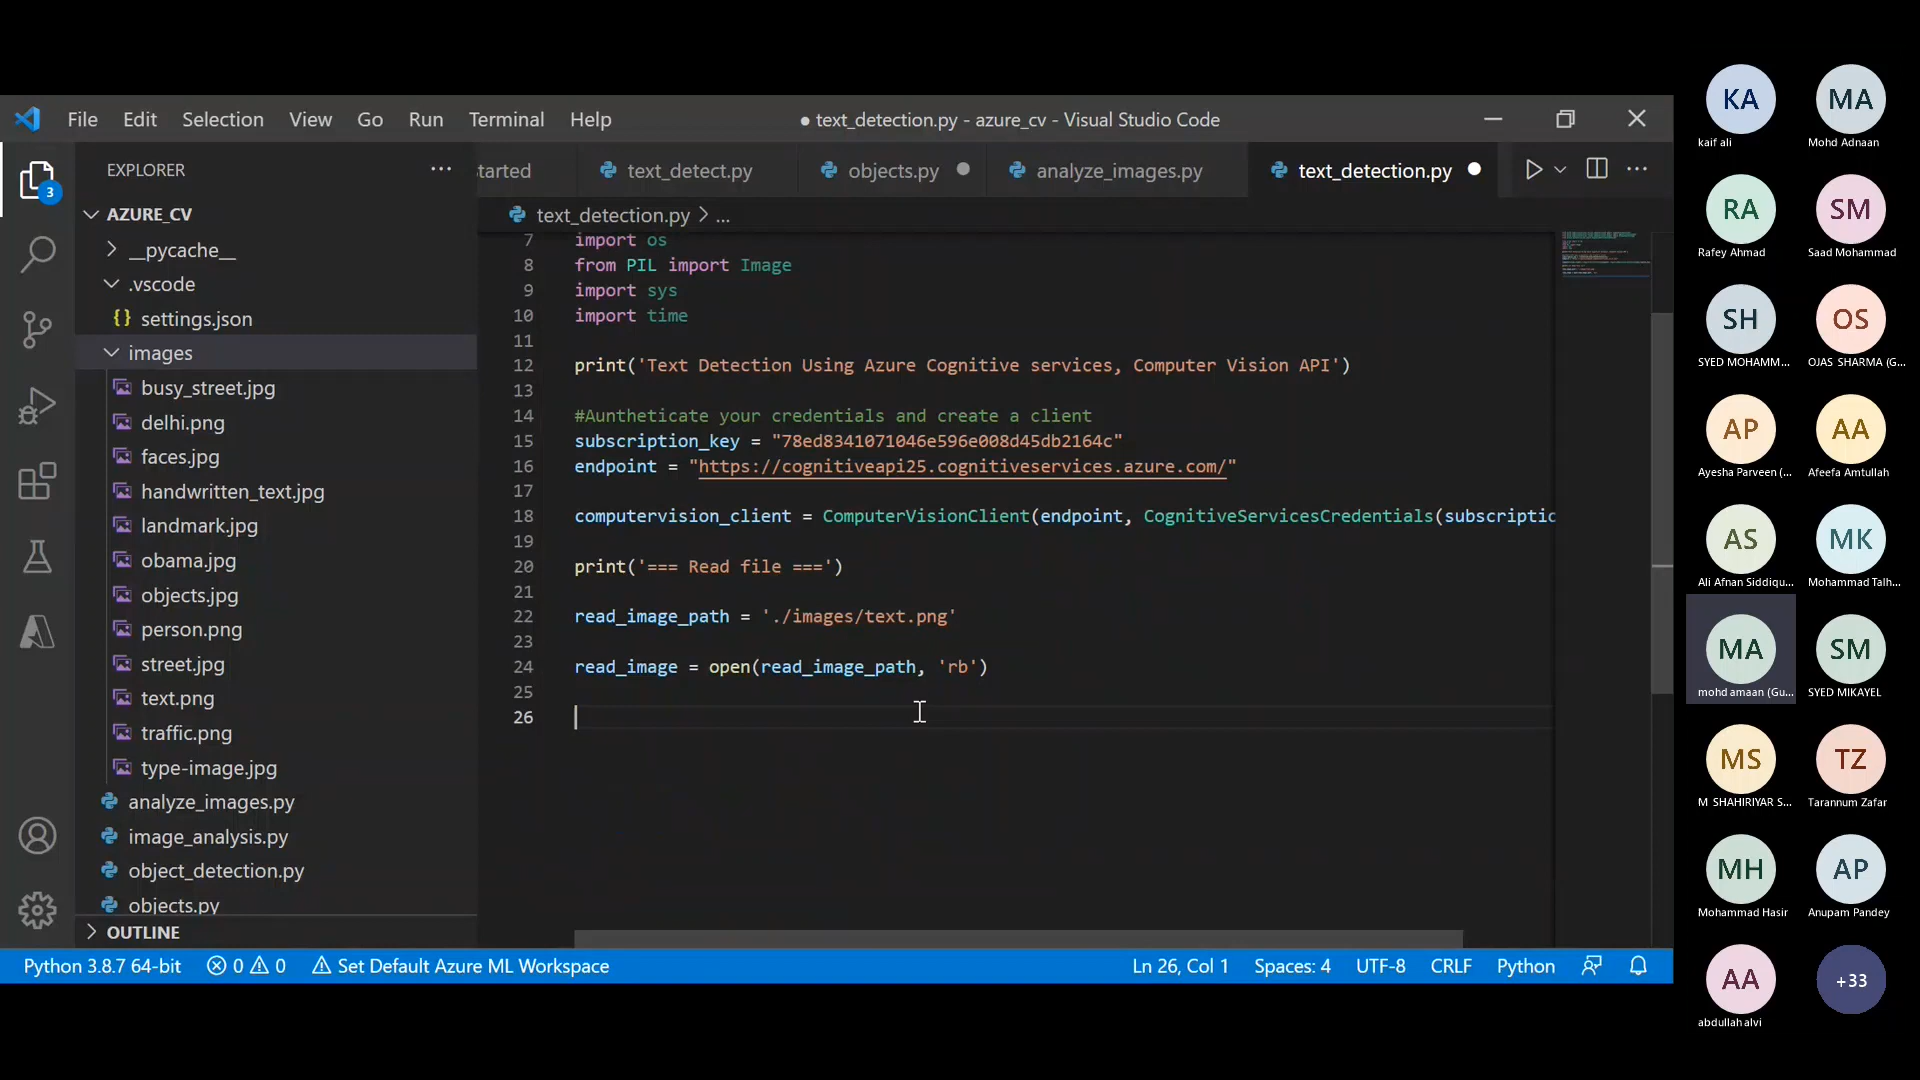 File Edit Selection View Go Run Terminal Help
● text_detection.py - azure_cv - Visual Studio Code
EXPLORER
3
AZURE_CV
__pycache__
.vscode
{} settings.json
images
busy_street.jpg
delhi.png
faces.jpg
handwritten_text.jpg
landmark.jpg
obama.jpg
objects.jpg
person.png
street.jpg
text.png
traffic.png
type-image.jpg
analyze_images.py
image_analysis.py
object_detection.py
objects.py
OUTLINE
tarted text_detect.py objects.py analyze_images.py text_detection.py
text_detection.py > ...
7 import os
8 from PIL import Image
9 import sys
10 import time
11
12 print('Text Detection Using Azure Cognitive services, Computer Vision API')
13
14 #Auntheticate your credentials and create a client
15 subscription_key = "78ed8341071046e596e008d45db2164c"
16 endpoint = "https://cognitiveapi25.cognitiveservices.azure.com/"
17
18 computervision_client = ComputerVisionClient(endpoint, CognitiveServicesCredentials(subscriptic
19
20 print('=== Read file ===')
21
22 read_image_path = './images/text.png'
23
24 read_image = open(read_image_path, 'rb')
25
26
Python 3.8.7 64-bit 0 0 Set Default Azure ML Workspace
Ln 26, Col 1 Spaces: 4 UTF-8 CRLF Python
KA MA
kaif ali Mohd Adnaan
RA SM
Rafey Ahmad Saad Mohammad
SH OS
SYED MOHAMM... OJAS SHARMA (G...
AP AA
Ayesha Parveen (... Afeefa Amtullah
AS MK
Ali Afnan Siddiqu... Mohammad Talh...
MA SM
mohd amaan (Gu... SYED MIKAYEL
MS TZ
M SHAHIRIYAR S... Tarannum Zafar
MH AP
Mohammad Hasir Anupam Pandey
AA +33
abdullah alvi